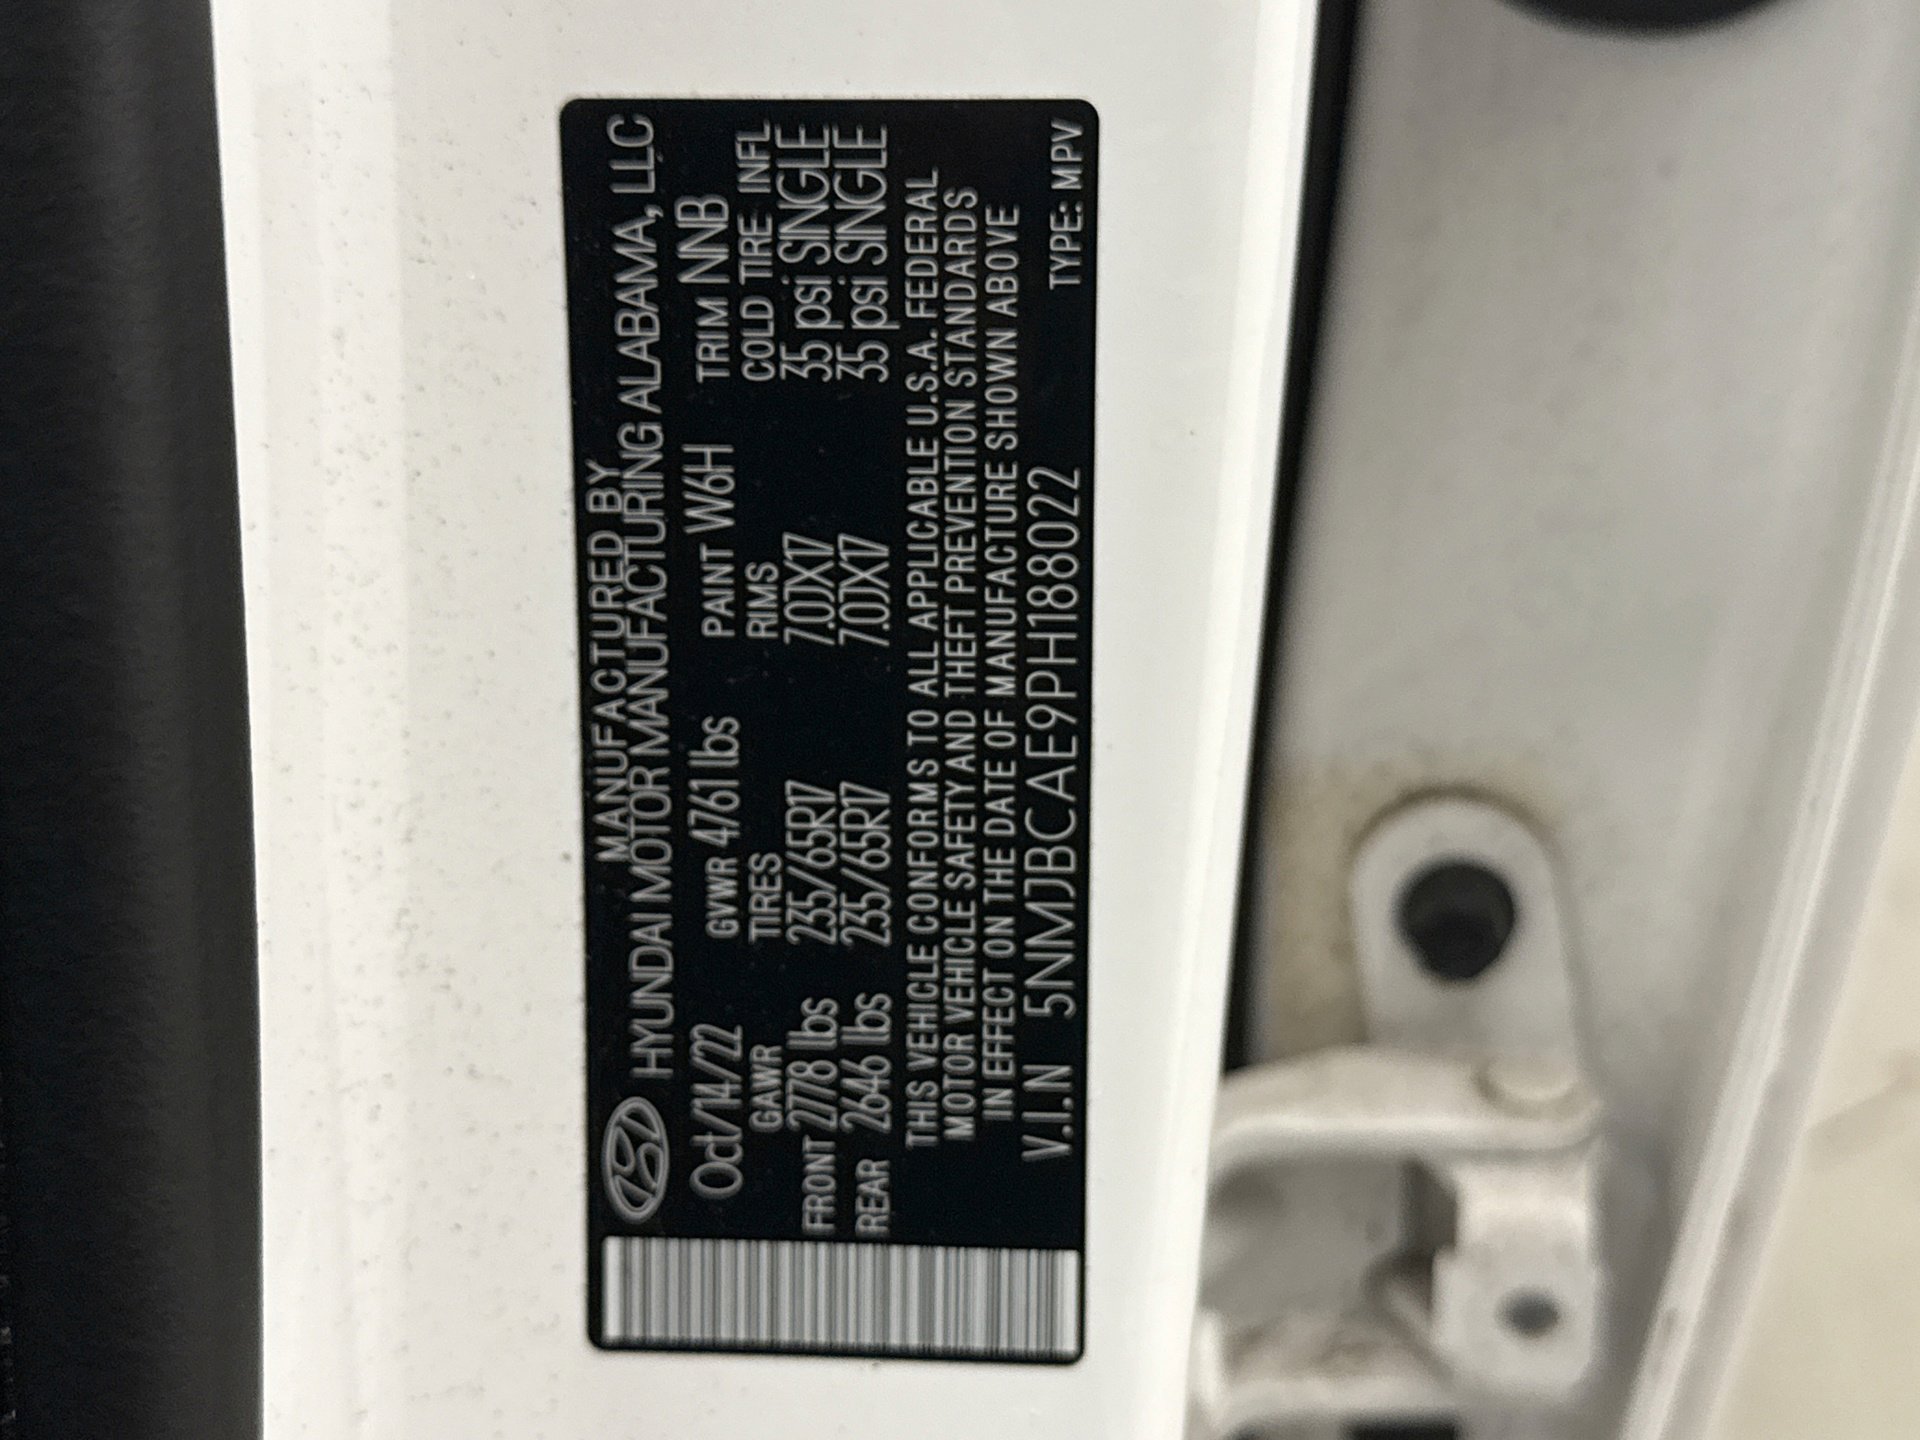 MANUFACTURED BY
HYUNDAI MOTOR MANUFACTURING ALABAMA, LLC
Oct/14/22 GVWR 4761 lbs PAINT W6H TRIM NNB
GAWR TIRES RIMS COLD TIRE INFL
FRONT 2778 lbs 235/65R17 7.0JX17 35 psi SINGLE
REAR 2646 lbs 235/65R17 7.0JX17 35 psi SINGLE
THIS VEHICLE CONFORMS TO ALL APPLICABLE U.S.A. FEDERAL
MOTOR VEHICLE SAFETY AND THEFT PREVENTION STANDARDS
IN EFFECT ON THE DATE OF MANUFACTURE SHOWN ABOVE
V.I.N 5NMJBCAE9PH188022 TYPE: MPV